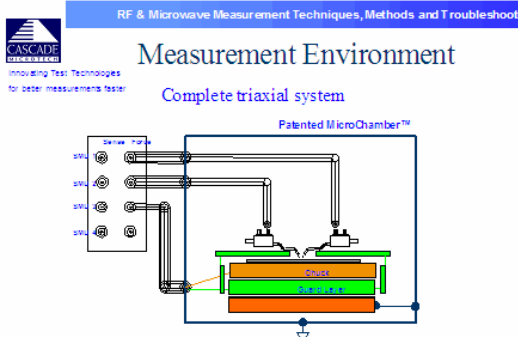 RF & Microwave Measurement Techniques, Methods and Troubleshoot
CASCADE
MICROTECH
Innovating Test Technologies
for better measurements faster
Measurement Environment
Complete triaxial system
Patented MicroChamber™
Sense Force
SMU 1
SMU 2
SMU 3
SMU 4
Chuck
Guard Layer